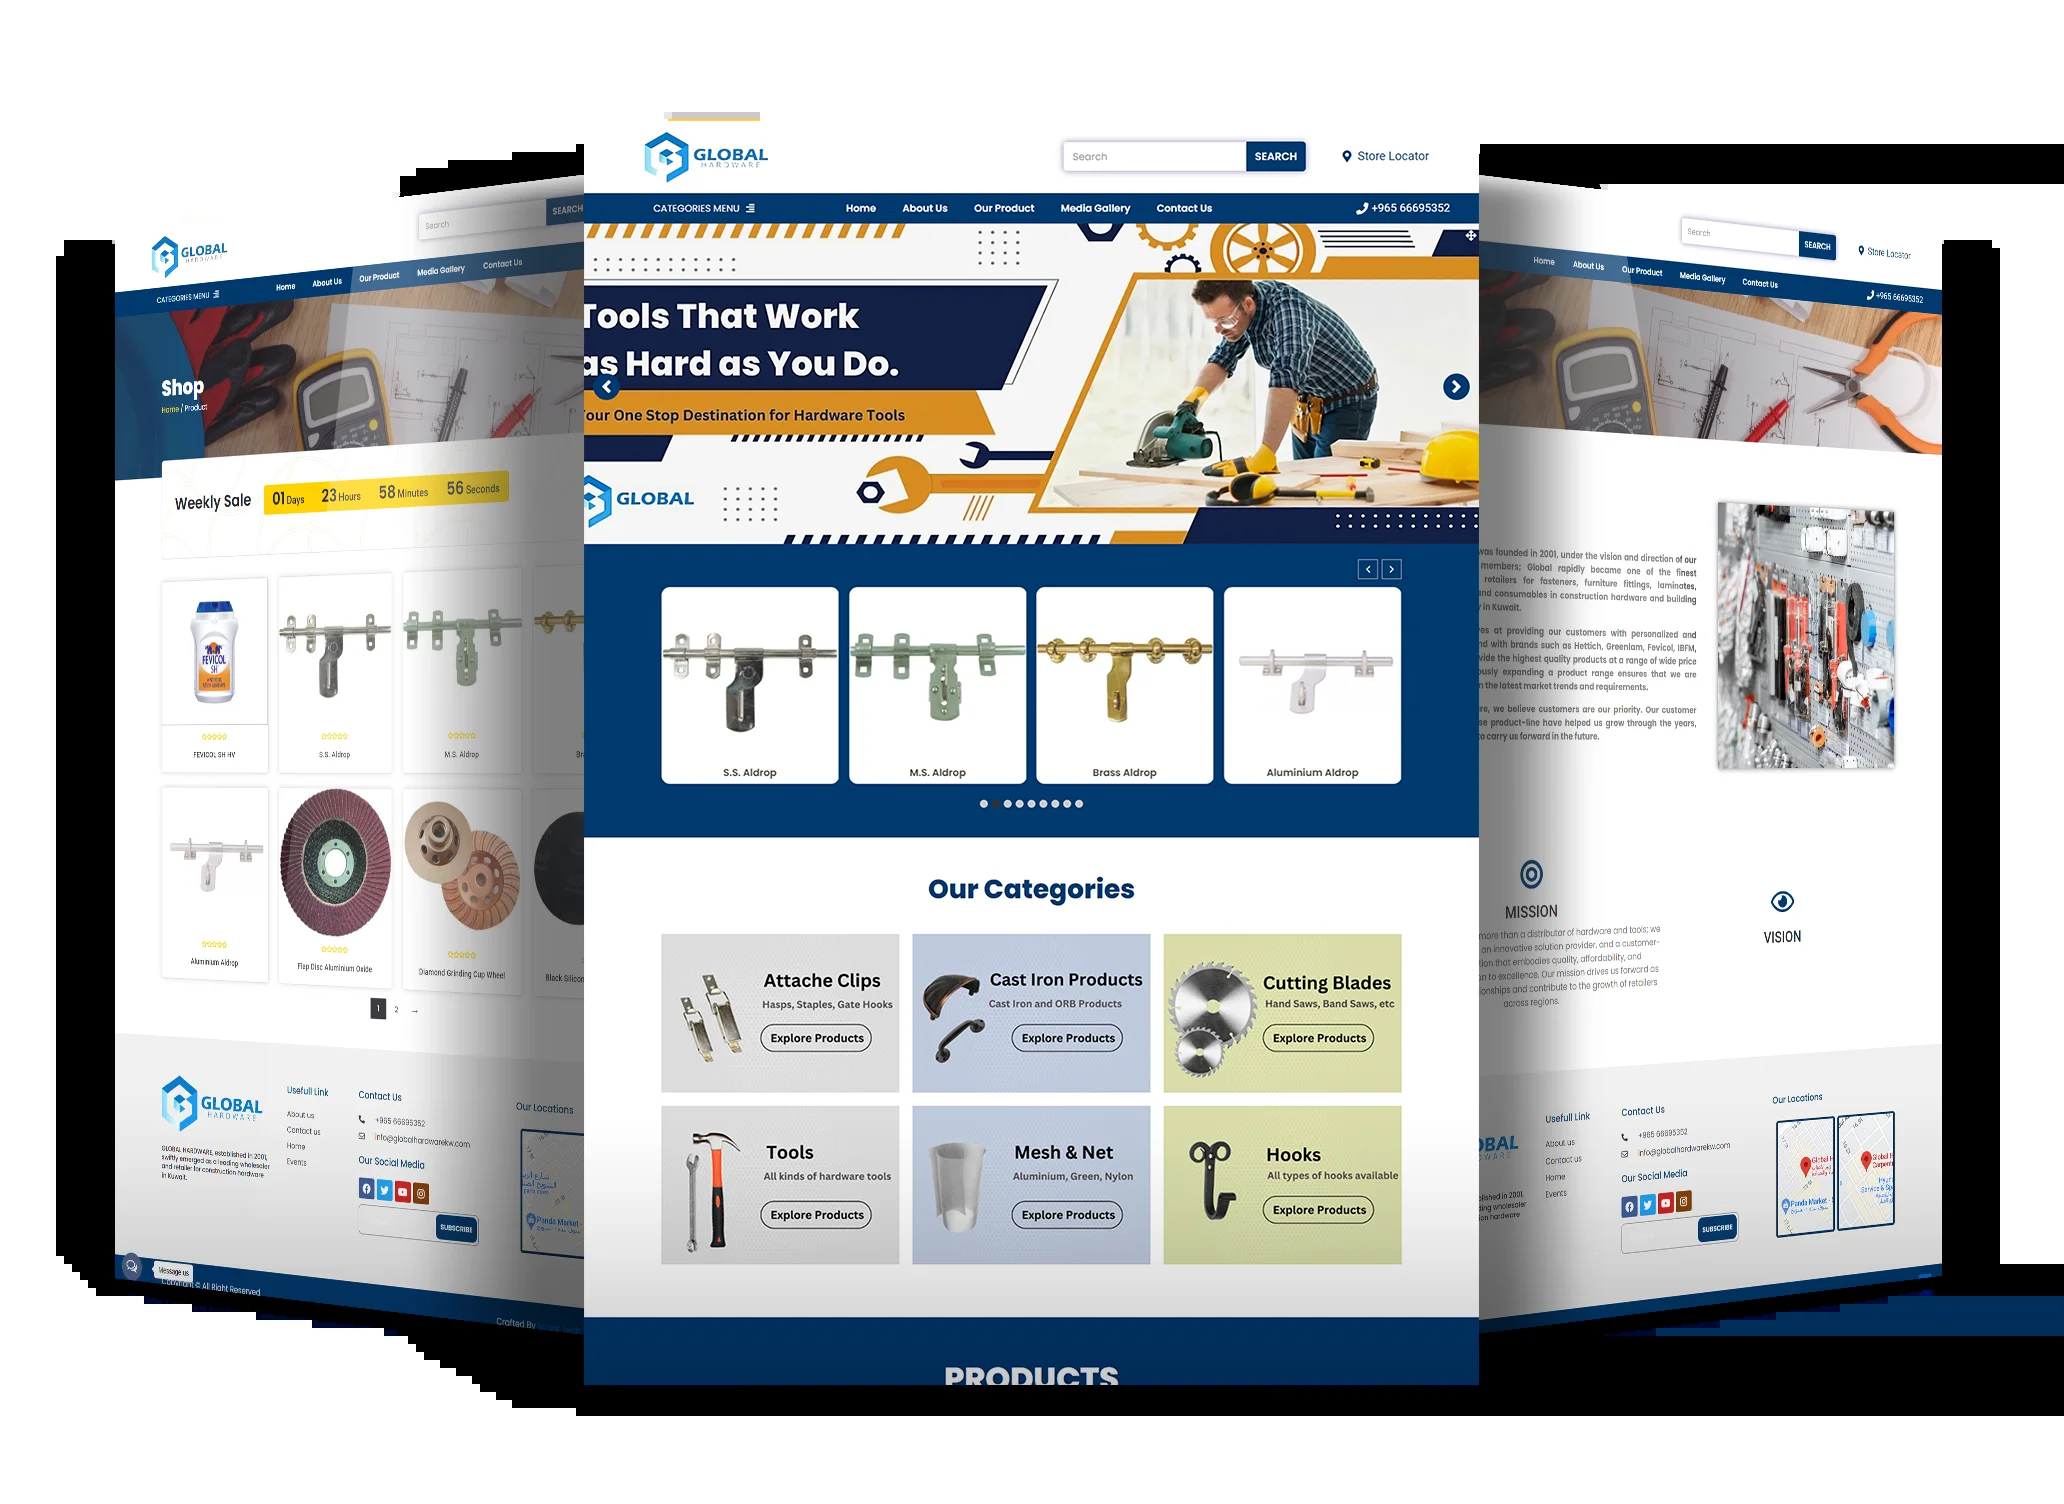 GLOBAL
HARDWARE
Search
SEARCH
CATEGORIES MENU
Home
About Us
Our Product
Media Gallery
Contact Us
Shop
Home / Product
Weekly Sale
01 Days
23 Hours
58 Minutes
56 Seconds
FEVICOL
SH
FEVICOL SH HV
S.S. Aldrop
M.S. Aldrop
Aluminium Aldrop
Flap Disc Aluminium Oxide
Diamond Grinding Cup Wheel
Black Silicon
1
2
→
GLOBAL
HARDWARE
GLOBAL HARDWARE, established in 2001,
swiftly emerged as a leading wholesaler
and retailer for construction hardware
in Kuwait.
Usefull Link
About us
Contact us
Home
Events
Contact Us
+965 66695352
info@globalhardwarekw.com
Our Social Media
SUBSCRIBE
Our Locations
Panda Market -
Message us
Copyright © All Right Reserved
Crafted By
GLOBAL
HARDWARE
Search
SEARCH
Store Locator
CATEGORIES MENU
Home
About Us
Our Product
Media Gallery
Contact Us
+965 66695352
Tools That Work
as Hard as You Do.
Your One Stop Destination for Hardware Tools
GLOBAL
S.S. Aldrop
M.S. Aldrop
Brass Aldrop
Aluminium Aldrop
Our Categories
Attache Clips
Hasps, Staples, Gate Hooks
Explore Products
Cast Iron Products
Cast Iron and ORB Products
Explore Products
Cutting Blades
Hand Saws, Band Saws, etc
Explore Products
Tools
All kinds of hardware tools
Explore Products
Mesh & Net
Aluminium, Green, Nylon
Explore Products
Hooks
All types of hooks available
Explore Products
PRODUCTS
Search
SEARCH
Store Locator
Home
About Us
Our Product
Media Gallery
Contact Us
+965 66695352
was founded in 2001, under the vision and direction of our
members; Global rapidly became one of the finest
retailers for fasteners, furniture fittings, laminates,
and consumables in construction hardware and building
in Kuwait.
at providing our customers with personalized and
with brands such as Hettich, Greenlam, Fevicol, IBFM,
the highest quality products at a range of wide price
expanding a product range ensures that we are
the latest market trends and requirements.
we believe customers are our priority. Our customer
product-line have helped us grow through the years,
to carry us forward in the future.
MISSION
more than a distributor of hardware and tools; we
an innovative solution provider, and a customer-
that embodies quality, affordability, and
to excellence. Our mission drives us forward as
and contribute to the growth of retailers
across regions.
VISION
Usefull Link
About us
Contact us
Home
Events
Contact Us
+965 66695352
info@globalhardwarekw.com
Our Social Media
SUBSCRIBE
Our Locations
Panda Market -